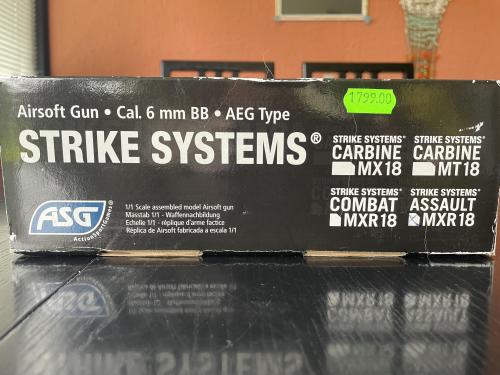 1799.00
Airsoft Gun • Cal. 6 mm BB • AEG Type
STRIKE SYSTEMS®
STRIKE SYSTEMS®
CARBINE
MX18
STRIKE SYSTEMS®
CARBINE
MT18
STRIKE SYSTEMS®
COMBAT
MXR18
STRIKE SYSTEMS®
ASSAULT
MXR18
ASG
ActionSportGames®
1/1 Scale assembled model Airsoft gun
Masstab 1/1 - Waffennachbildung
Echelle 1/1 - réplique d'arme factice
Réplica de Airsoft fabricada a escala 1/1